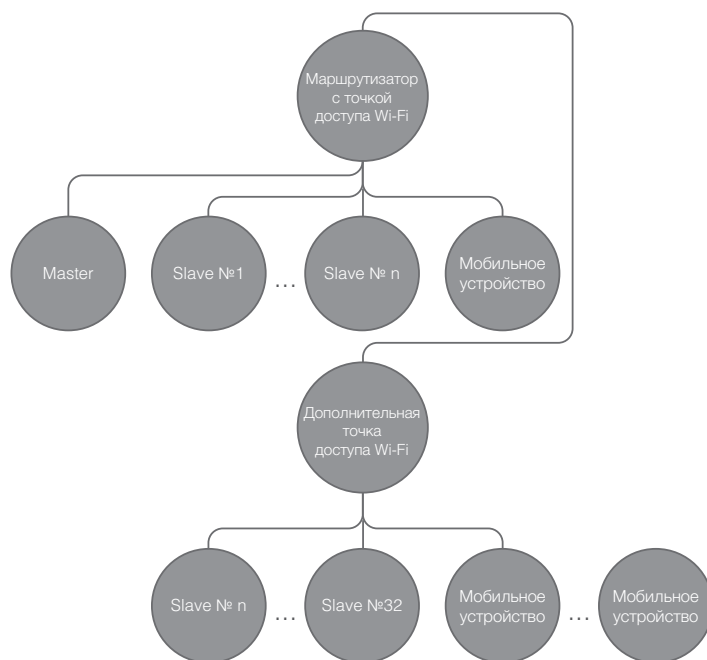 Маршрутизатор
с точкой
доступа Wi-Fi
Master
Slave №1
...
Slave № n
Мобильное
устройство
Дополнительная
точка
доступа Wi-Fi
Slave № n
...
Slave №32
Мобильное
устройство
...
Мобильное
устройство